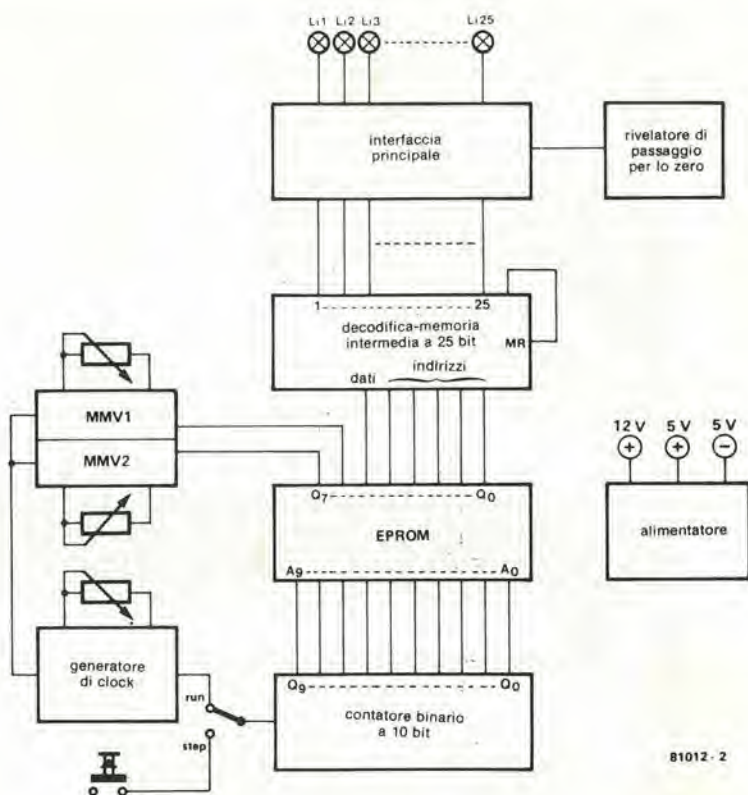 Li1 Li2 Li3 Li25
interfaccia
principale
rivelatore di
passaggio
per lo zero
1 25
decodifica-memoria
intermedia a 25 bit
MR
dati indirizzi
MMV1
MMV2
12 V 5 V 5 V
+ + −
Q7 Q0
EPROM
A9 A0
alimentatore
generatore
di clock
run
step
Q9 Q0
contatore binario
a 10 bit
81012 - 2